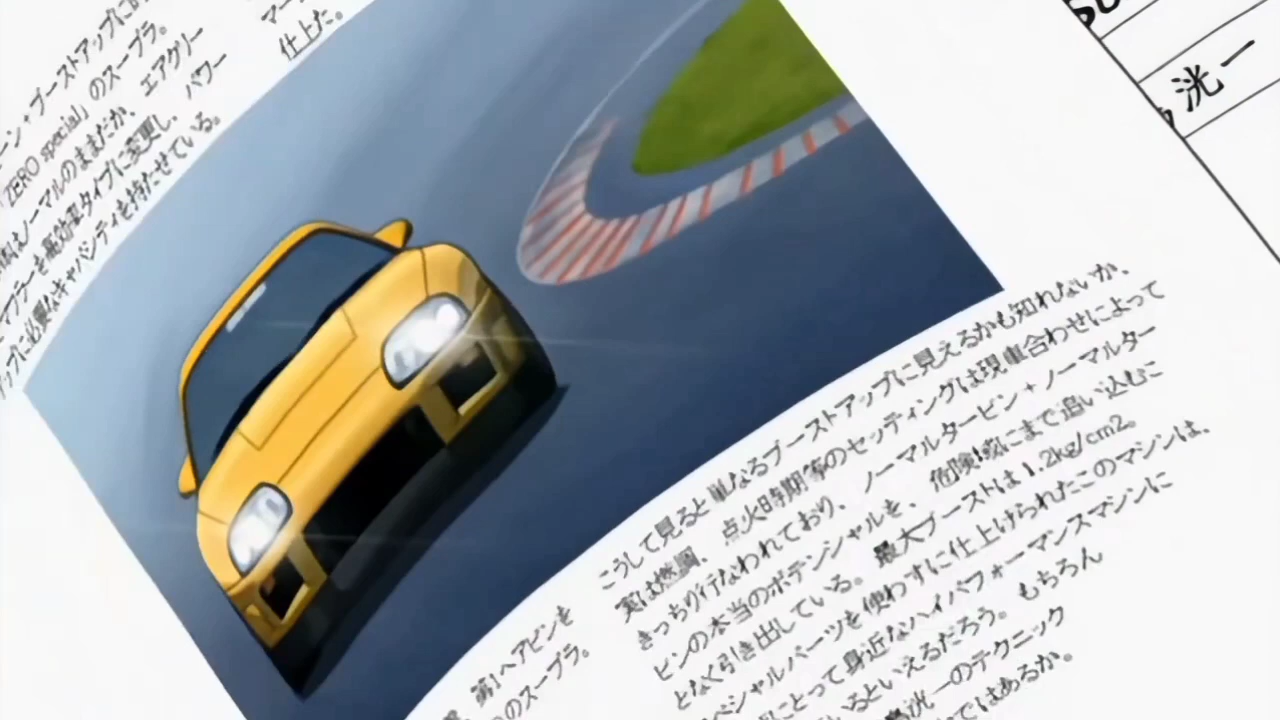 ーン+ブーストアップに
ZERO special」のスープラ。
はノーマルのままだが、エアクリー
マフラーを高効率タイプに変更し、パワー
アップに必要なキャパシティを持たせている。
マー
仕上た。
洸一
こうして見ると単なるブーストアップに見えるかも知れないが、
実は燃調、点火時期等のセッティングは現車合わせによって
きっちり行なわれており、ノーマルタービン+ノーマルター
ビンの本当のポテンシャルを、危険域にまで追い込むこ
となく引き出している。最大ブーストは1.2kg/cm2。
スペシャルパーツを使わずに仕上げられたこのマシンは、
にとって身近なハイパフォーマンスマシンに
いるといえるだろう。もちろん
洸一のテクニック
ではあるか。
第1ヘアピンを
のスープラ。